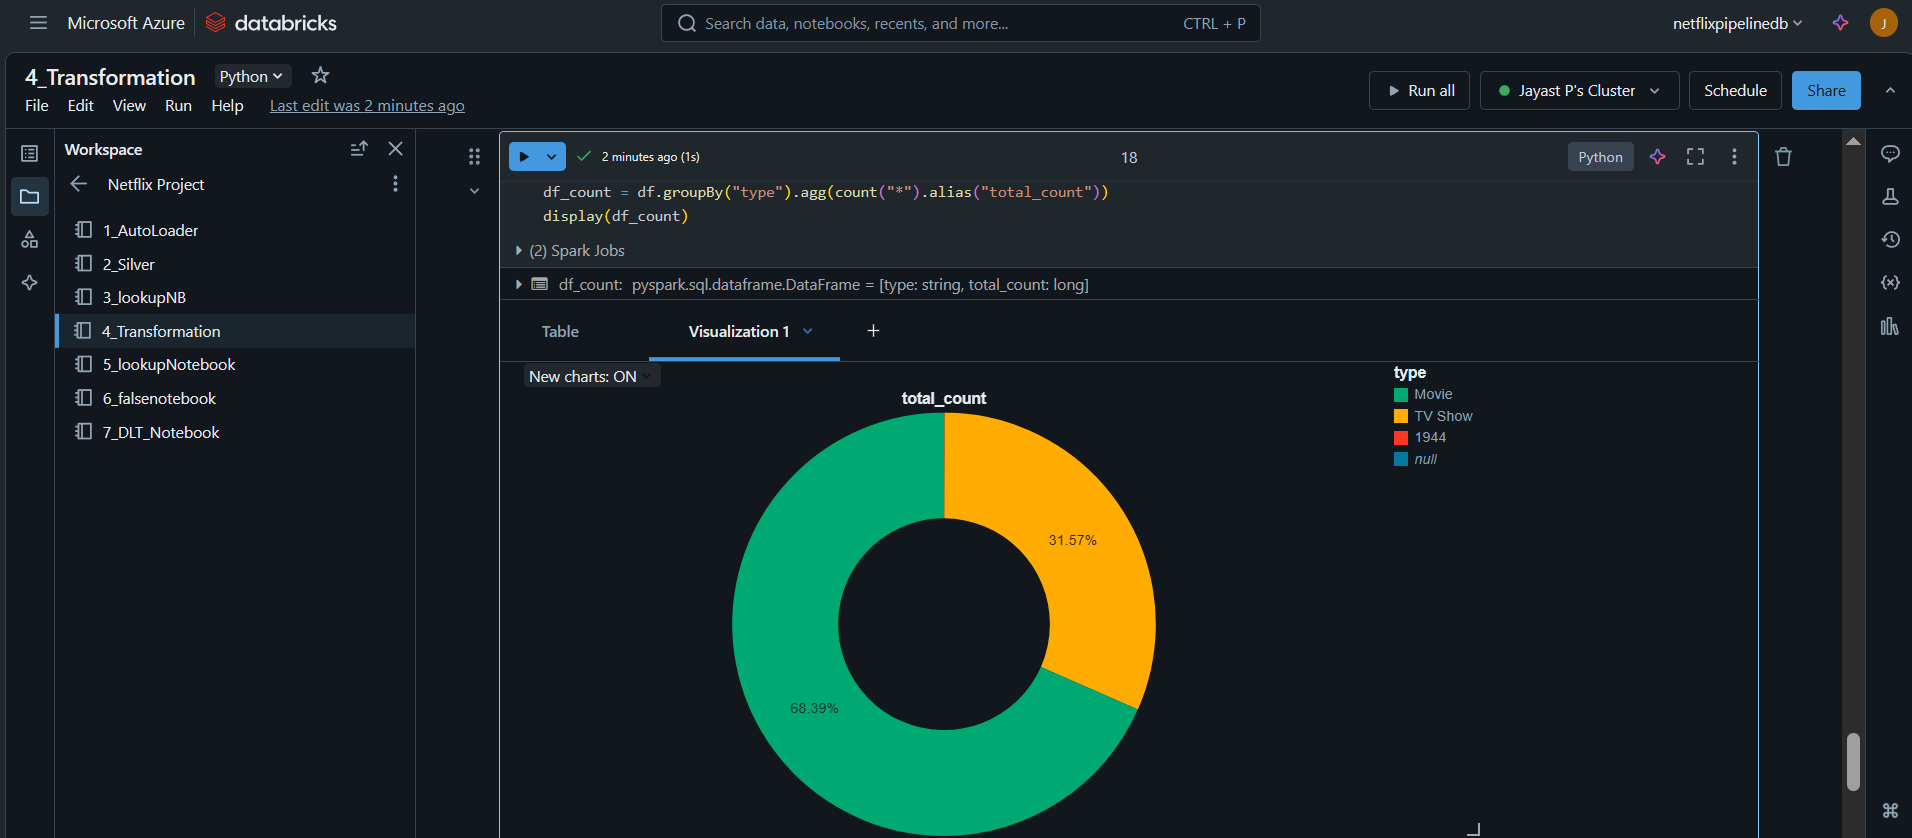 Microsoft Azure databricks
Search data, notebooks, recents, and more... CTRL + P
netflixpipelinedb
J
4_Transformation Python
File Edit View Run Help Last edit was 2 minutes ago
Run all
Jayast P's Cluster
Schedule
Share
Workspace
Netflix Project
1_AutoLoader
2_Silver
3_lookupNB
4_Transformation
5_lookupNotebook
6_falsenotebook
7_DLT_Notebook
2 minutes ago (1s)
18
Python
df_count = df.groupBy("type").agg(count("*").alias("total_count"))
display(df_count)
(2) Spark Jobs
df_count: pyspark.sql.dataframe.DataFrame = [type: string, total_count: long]
Table Visualization 1 +
New charts: ON
total_count
31.57%
68.39%
type
Movie
TV Show
1944
null